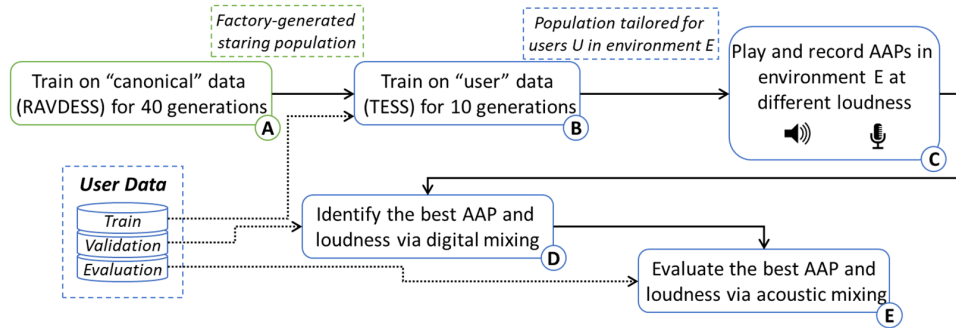 Factory-generated
staring population
Population tailored for
users U in environment E
Train on “canonical” data
(RAVDESS) for 40 generations
A
Train on “user” data
(TESS) for 10 generations
B
Play and record AAPs in
environment E at
different loudness
C
User Data
Train
Validation
Evaluation
Identify the best AAP and
loudness via digital mixing
D
Evaluate the best AAP and
loudness via acoustic mixing
E